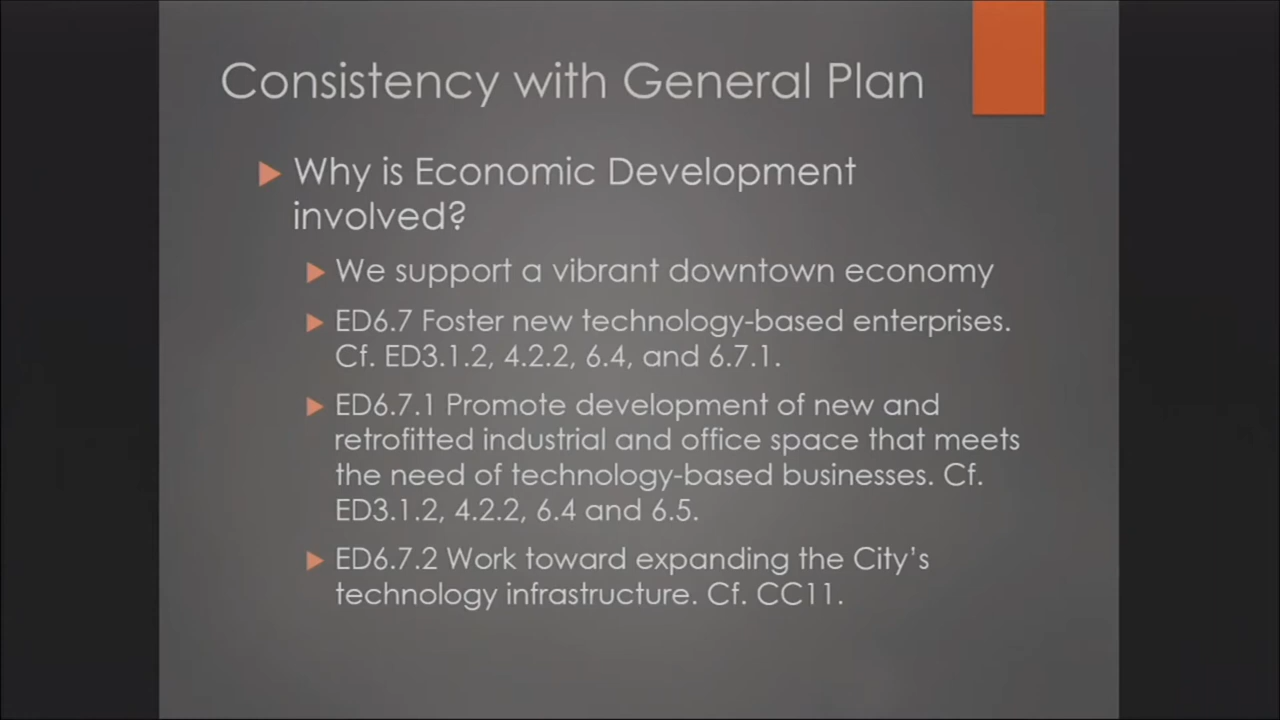 Consistency with General Plan
Why is Economic Development
involved?
We support a vibrant downtown economy
ED6.7 Foster new technology-based enterprises.
Cf. ED3.1.2, 4.2.2, 6.4, and 6.7.1.
ED6.7.1 Promote development of new and
retrofitted industrial and office space that meets
the need of technology-based businesses. Cf.
ED3.1.2, 4.2.2, 6.4 and 6.5.
ED6.7.2 Work toward expanding the City’s
technology infrastructure. Cf. CC11.